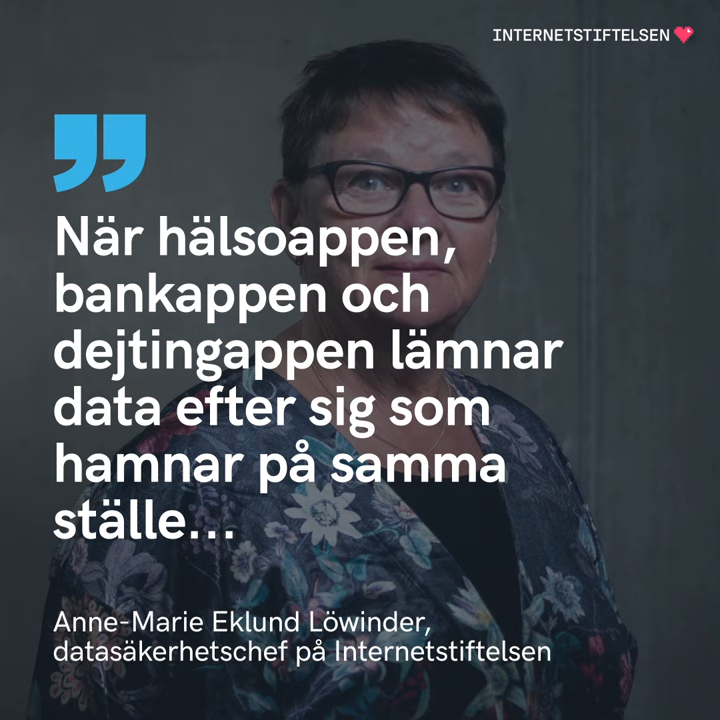 INTERNETSTIFTELSEN
När hälsoappen,
bankappen och
dejtingappen lämnar
data efter sig som
hamnar på samma
ställe...
Anne-Marie Eklund Löwinder,
datasäkerhetschef på Internetstiftelsen